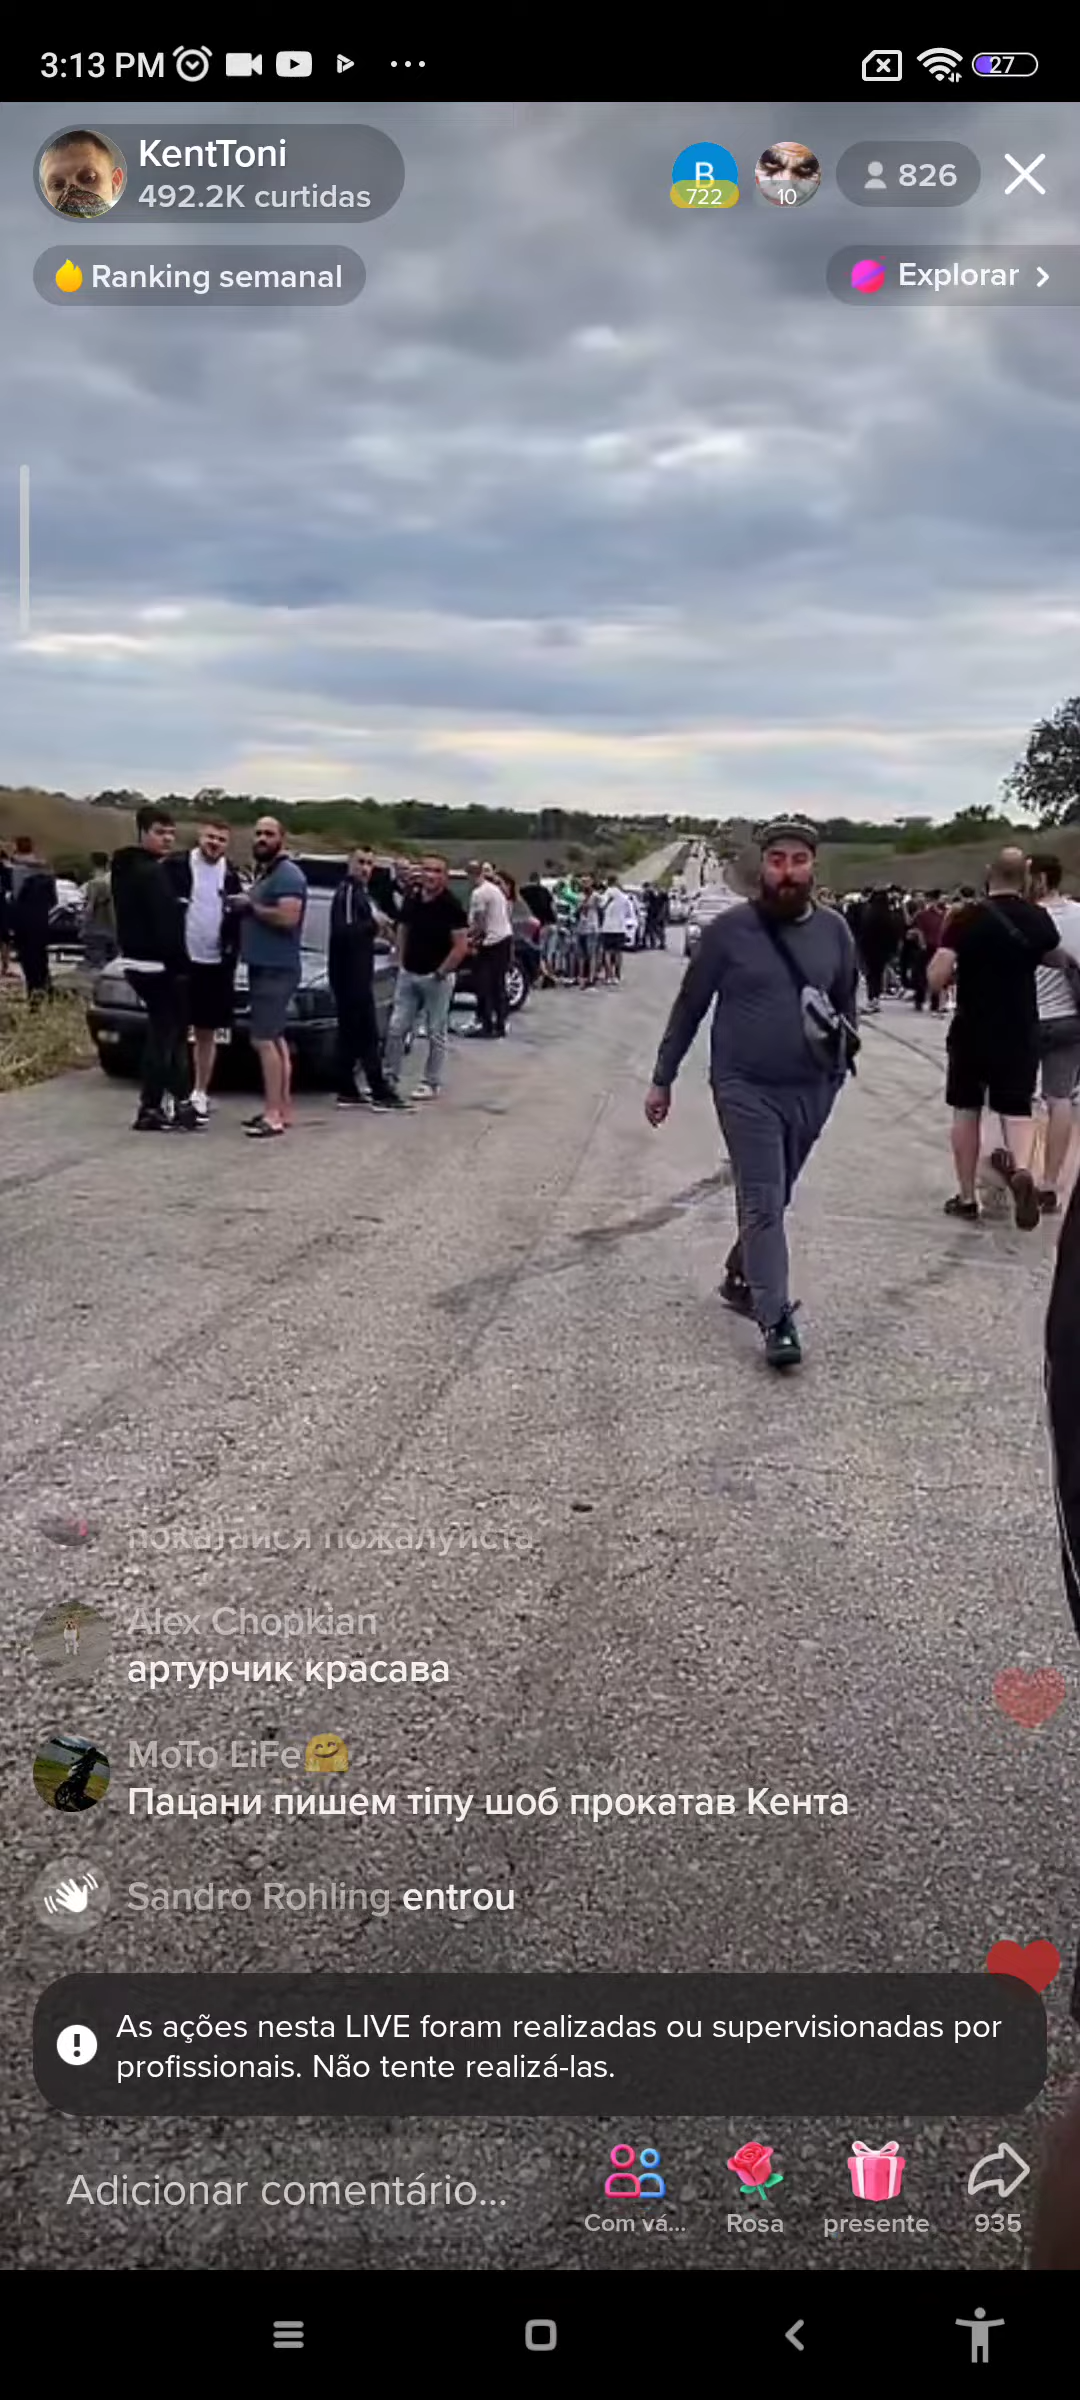 3:13 PM
27
KentToni
492.2K curtidas
B
722
10
826
Ranking semanal
Explorar
покатайся пожалуйста
Alex Chopkian
артурчик красава
MoTo LiFe🤗
Пацани пишем тіпу шоб прокатав Кента
Sandro Rohling entrou
As ações nesta LIVE foram realizadas ou supervisionadas por
profissionais. Não tente realizá-las.
Adicionar comentário...
Com vá...
Rosa
presente
935